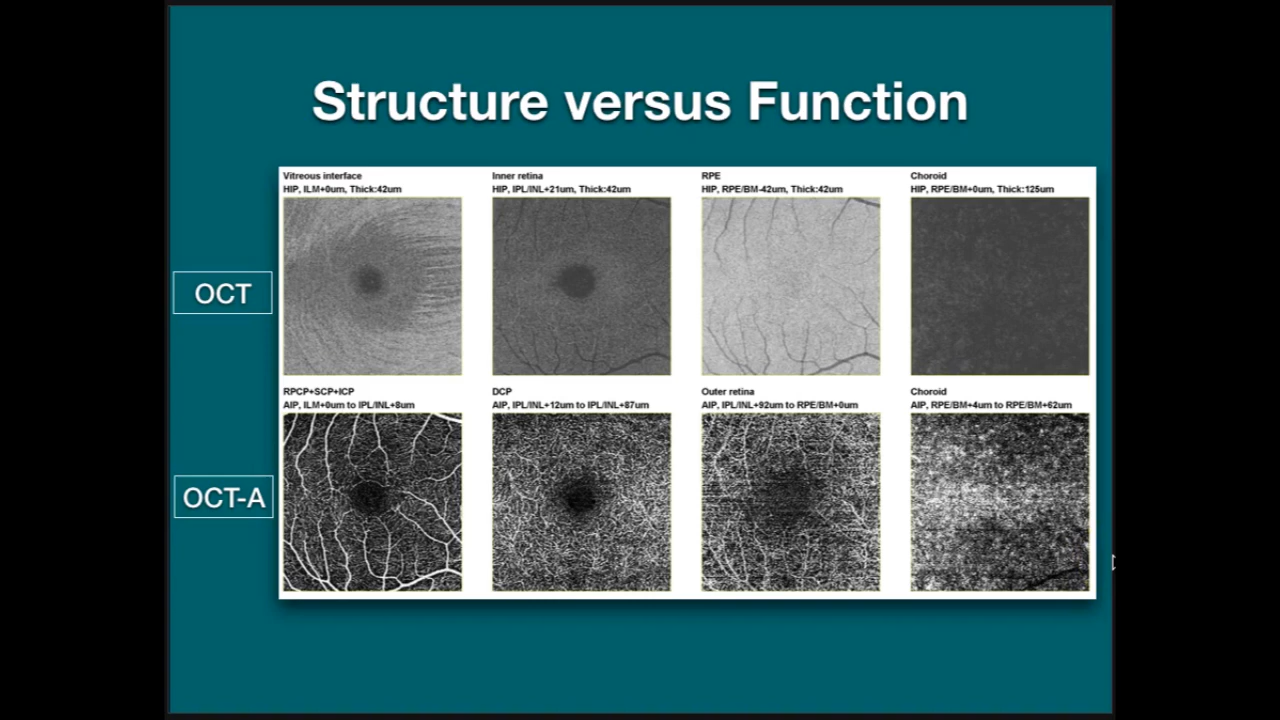 Structure versus Function
Vitreous interface
HIP, ILM+0um, Thick:42um
Inner retina
HIP, IPL/INL+21um, Thick:42um
RPE
HIP, RPE/BM-42um, Thick:42um
Choroid
HIP, RPE/BM+0um, Thick:125um
OCT
RPCP+SCP+ICP
AIP, ILM+0um to IPL/INL+8um
DCP
AIP, IPL/INL+12um to IPL/INL+87um
Outer retina
AIP, IPL/INL+92um to RPE/BM+0um
Choroid
AIP, RPE/BM+4um to RPE/BM+62um
OCT-A